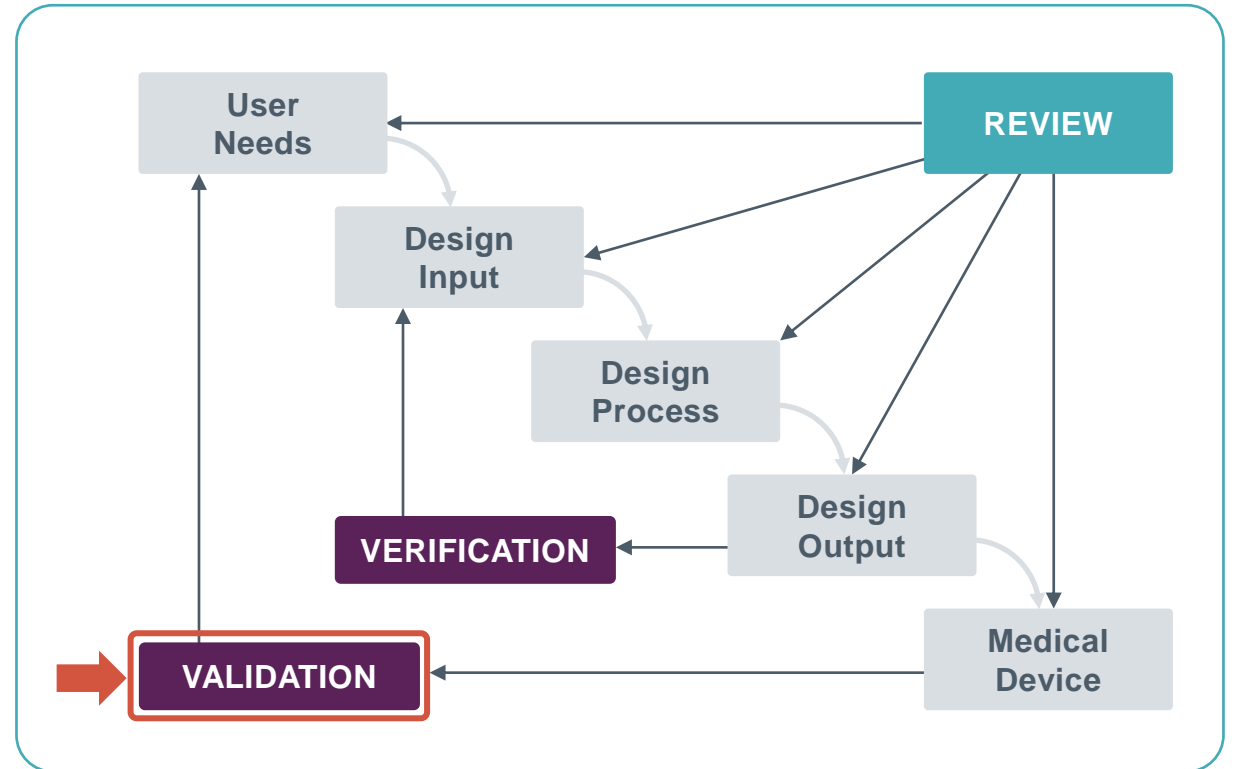 User
Needs
REVIEW
Design
Input
Design
Process
Design
Output
VERIFICATION
Medical
Device
VALIDATION